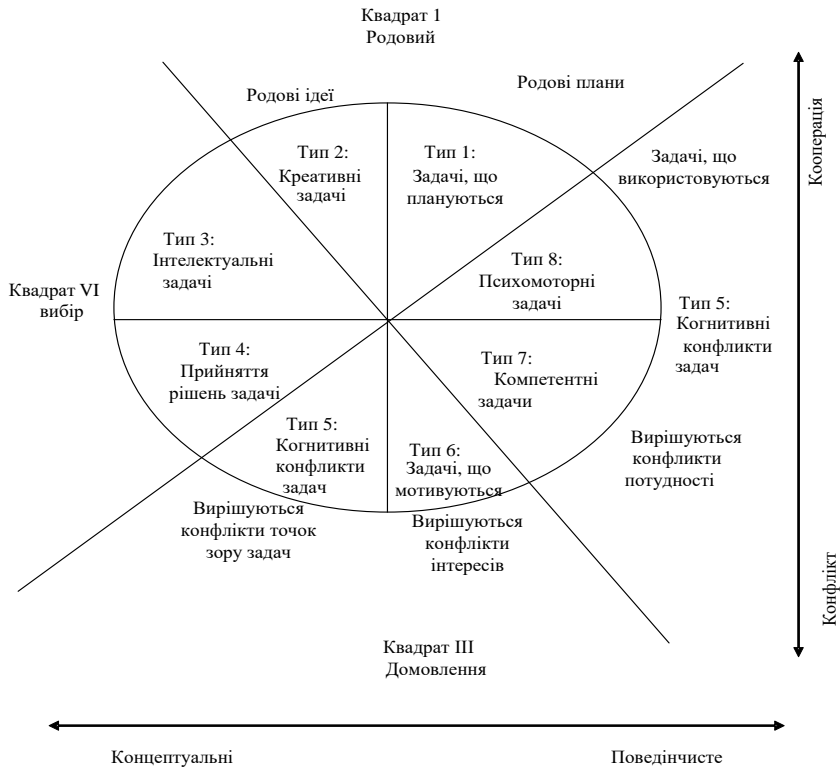 Квадрат 1
Родовий
Родові ідеї
Родові плани
Кооперація
Тип 2:
Креативні
задачі
Тип 1:
Задачі, що
плануються
Задачі, що
використовуються
Тип 3:
Інтелектуальні
задачі
Тип 8:
Психомоторні
задачі
Квадрат VI
вибір
Тип 5:
Когнитивні
конфликти
задач
Тип 4:
Прийняття
рішень задачі
Тип 7:
Компетентні
задачи
Тип 5:
Когнитивні
конфликти
задач
Тип 6:
Задачі, що
мотивуються
Вирішуються
конфликти
потудності
Вирішуються
конфлікти точок
зору задач
Вирішуються
конфлікти
інтересів
Конфлікт
Квадрат III
Домовлення
Концептуальні
Поведінчисте